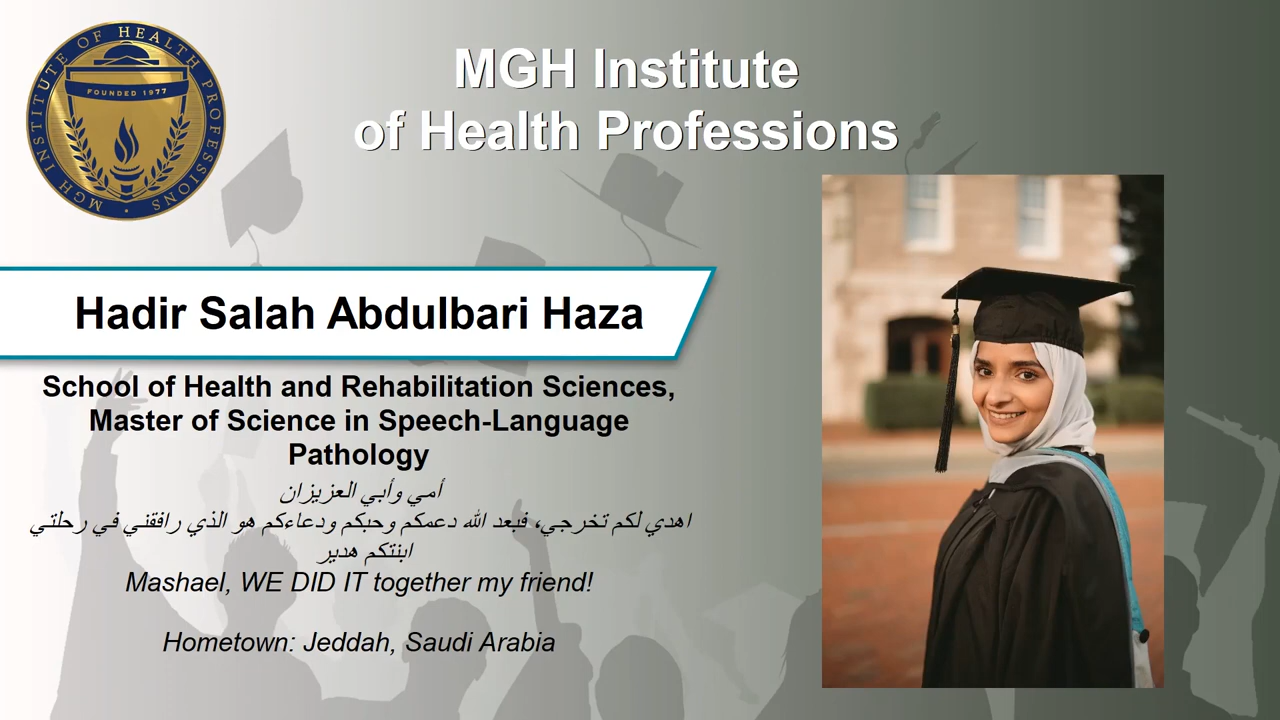 MGH INSTITUTE OF HEALTH PROFESSIONS
FOUNDED 1977
MGH Institute
of Health Professions
Hadir Salah Abdulbari Haza
School of Health and Rehabilitation Sciences,
Master of Science in Speech-Language
Pathology
أمي وأبي العزيزان
اهدي لكم تخرجي، فبعد الله دعمكم وحبكم ودعاءكم هو الذي رافقني في رحلتي
ابنتكم هدير
Mashael, WE DID IT together my friend!
Hometown: Jeddah, Saudi Arabia